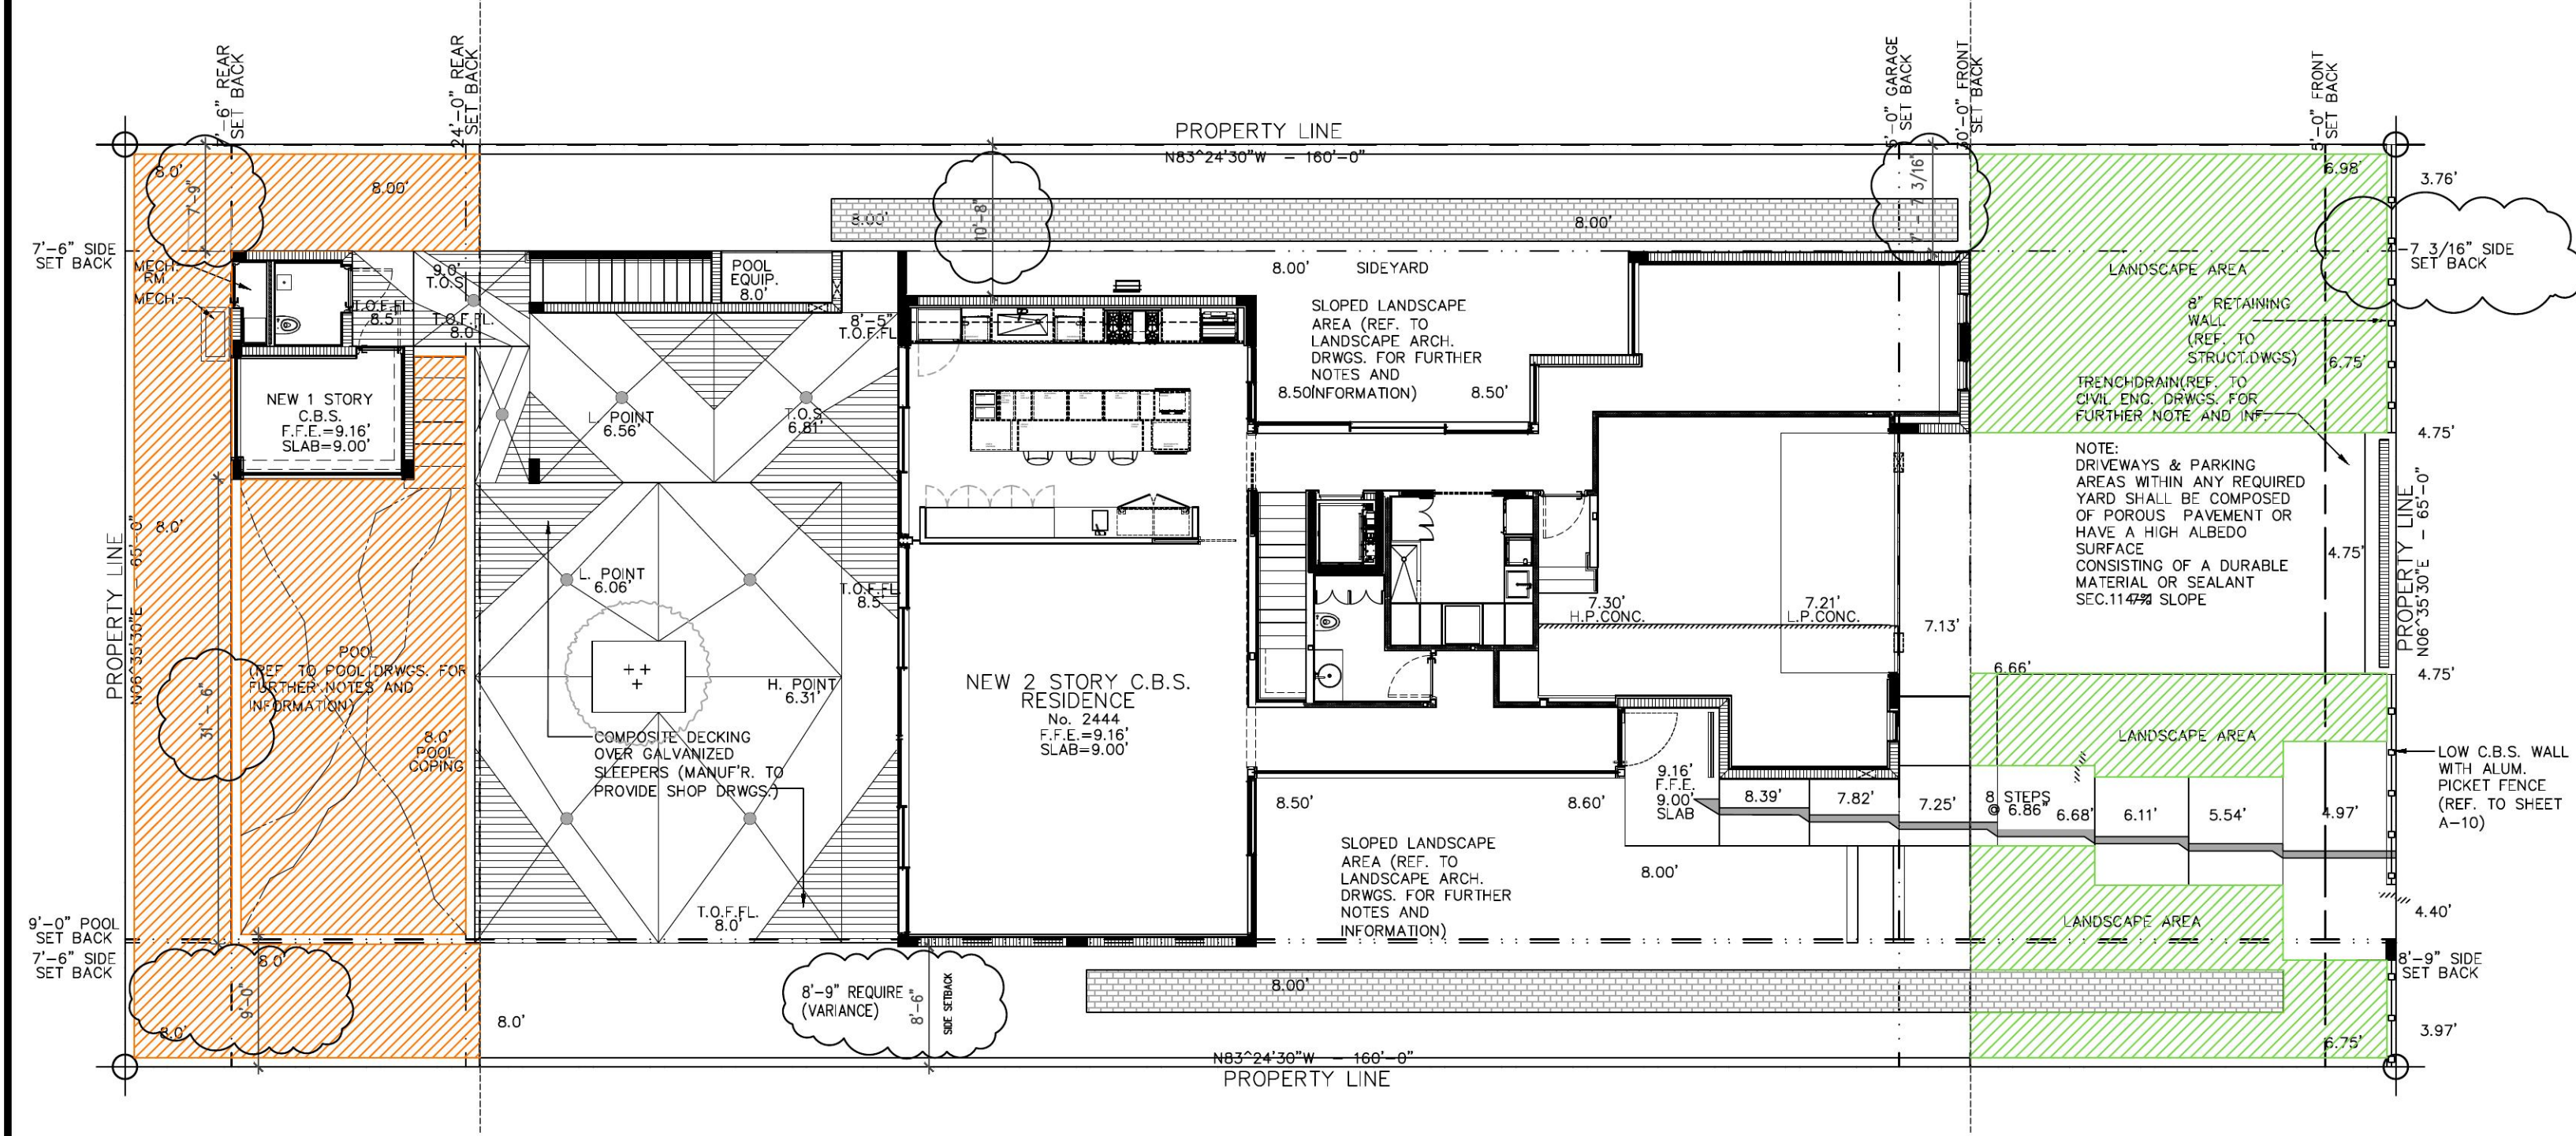 7'-6" REAR
SET BACK
24'-0" REAR
SET BACK
PROPERTY LINE
N83^24'30"W - 160'-0"
GARAGE
SET BACK
FRONT
SET BACK
5'-0" FRONT
SET BACK
8.0'
8.00'
7'-9"
8.00'
10'-8"
8.00'
7' - 7 3/16"
6.98'
3.76'
7'-6" SIDE
SET BACK
MECH.
RM
MECH.
9.0'
T.O.S
T.O.F.FL
8.5'
T.O.F.FL.
8.0'
POOL
EQUIP.
8.0'
8'-5"
T.O.F.FL
8.00'
SIDEYARD
SLOPED LANDSCAPE
AREA (REF. TO
LANDSCAPE ARCH.
DRWGS. FOR FURTHER
NOTES AND
INFORMATION)
8.50'
8.50'
LANDSCAPE AREA
7 3/16" SIDE
SET BACK
8" RETAINING
WALL
(REF. TO
STRUCT.DWGS)
6.75'
TRENCHDRAIN(REF. TO
CIVIL ENG. DRWGS. FOR
FURTHER NOTE AND INF.
4.75'
NEW 1 STORY
C.B.S.
F.F.E.=9.16'
SLAB=9.00'
L. POINT
6.56'
T.O.S
6.81'
NOTE:
DRIVEWAYS & PARKING
AREAS WITHIN ANY REQUIRED
YARD SHALL BE COMPOSED
OF POROUS PAVEMENT OR
HAVE A HIGH ALBEDO
SURFACE
CONSISTING OF A DURABLE
MATERIAL OR SEALANT
SLOPE
4.75'
PROPERTY LINE
N06^35'30"E - 65'-0"
PROPERTY LINE
N06^35'30"E - 65'-0"
8.0'
L. POINT
6.06'
T.O.F.FL
8.5'
7.30'
H.P.CONC.
7.21'
L.P.CONC.
7.13'
6.66'
4.75'
POOL
(REF. TO POOL DRWGS. FOR
FURTHER NOTES AND
INFORMATION)
31'-6"
8.0'
POOL
COPING
H. POINT
6.31'
COMPOSITE DECKING
OVER GALVANIZED
SLEEPERS (MANUF'R. TO
PROVIDE SHOP DRWGS.)
NEW 2 STORY C.B.S.
RESIDENCE
No. 2444
F.F.E.=9.16'
SLAB=9.00'
LANDSCAPE AREA
LOW C.B.S. WALL
WITH ALUM.
PICKET FENCE
(REF. TO SHEET
A-10)
8.50'
8.60'
9.16'
F.F.E.
9.00'
SLAB
8.39'
7.82'
7.25'
8 STEPS
@ 6.86"
6.68'
6.11'
5.54'
4.97'
SLOPED LANDSCAPE
AREA (REF. TO
LANDSCAPE ARCH.
DRWGS. FOR FURTHER
NOTES AND
INFORMATION)
8.00'
T.O.F.FL.
8.0'
LANDSCAPE AREA
4.40'
9'-0" POOL
SET BACK
7'-6" SIDE
SET BACK
8.0'
9'-0"
8.0'
8.0'
8'-9" REQUIRE
(VARIANCE)
8'-6"
SIDE SETBACK
8.00'
8'-9" SIDE
SET BACK
3.97'
6.75'
N83^24'30"W - 160'-0"
PROPERTY LINE